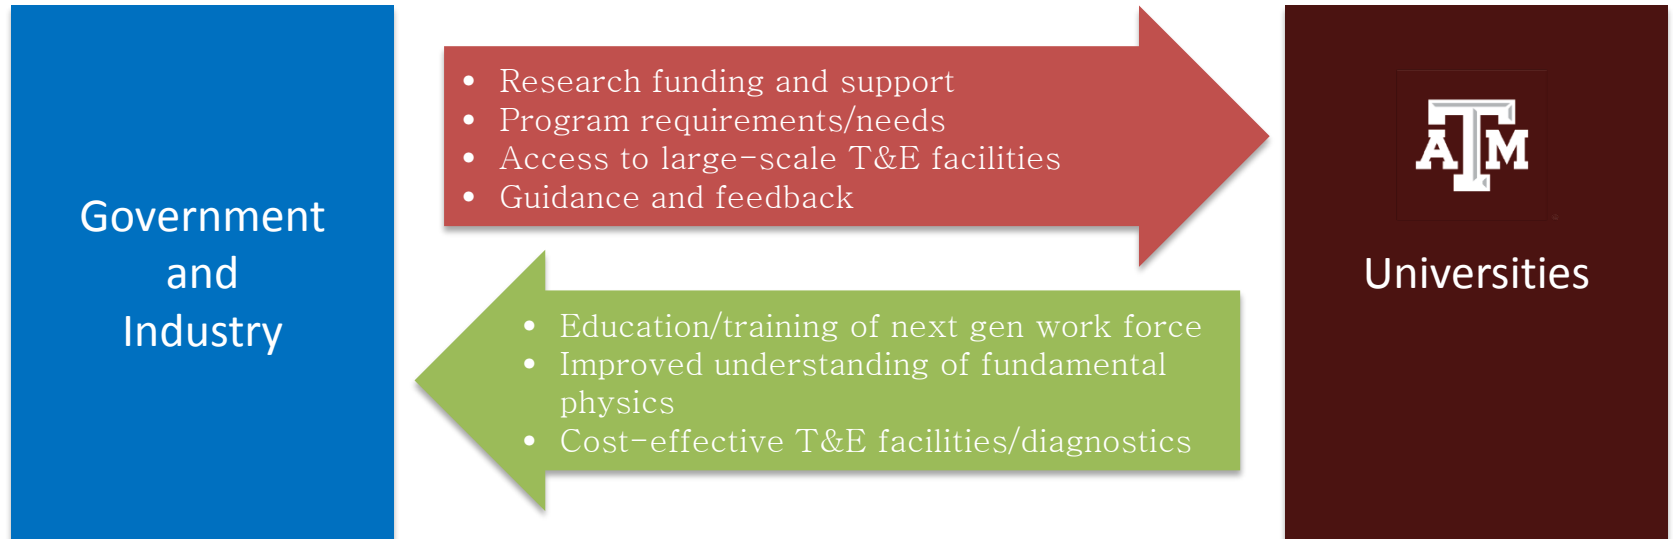 Government
and
Industry
• Research funding and support
• Program requirements/needs
• Access to large-scale T&E facilities
• Guidance and feedback
• Education/training of next gen work force
• Improved understanding of fundamental
physics
• Cost-effective T&E facilities/diagnostics
ATM
Universities